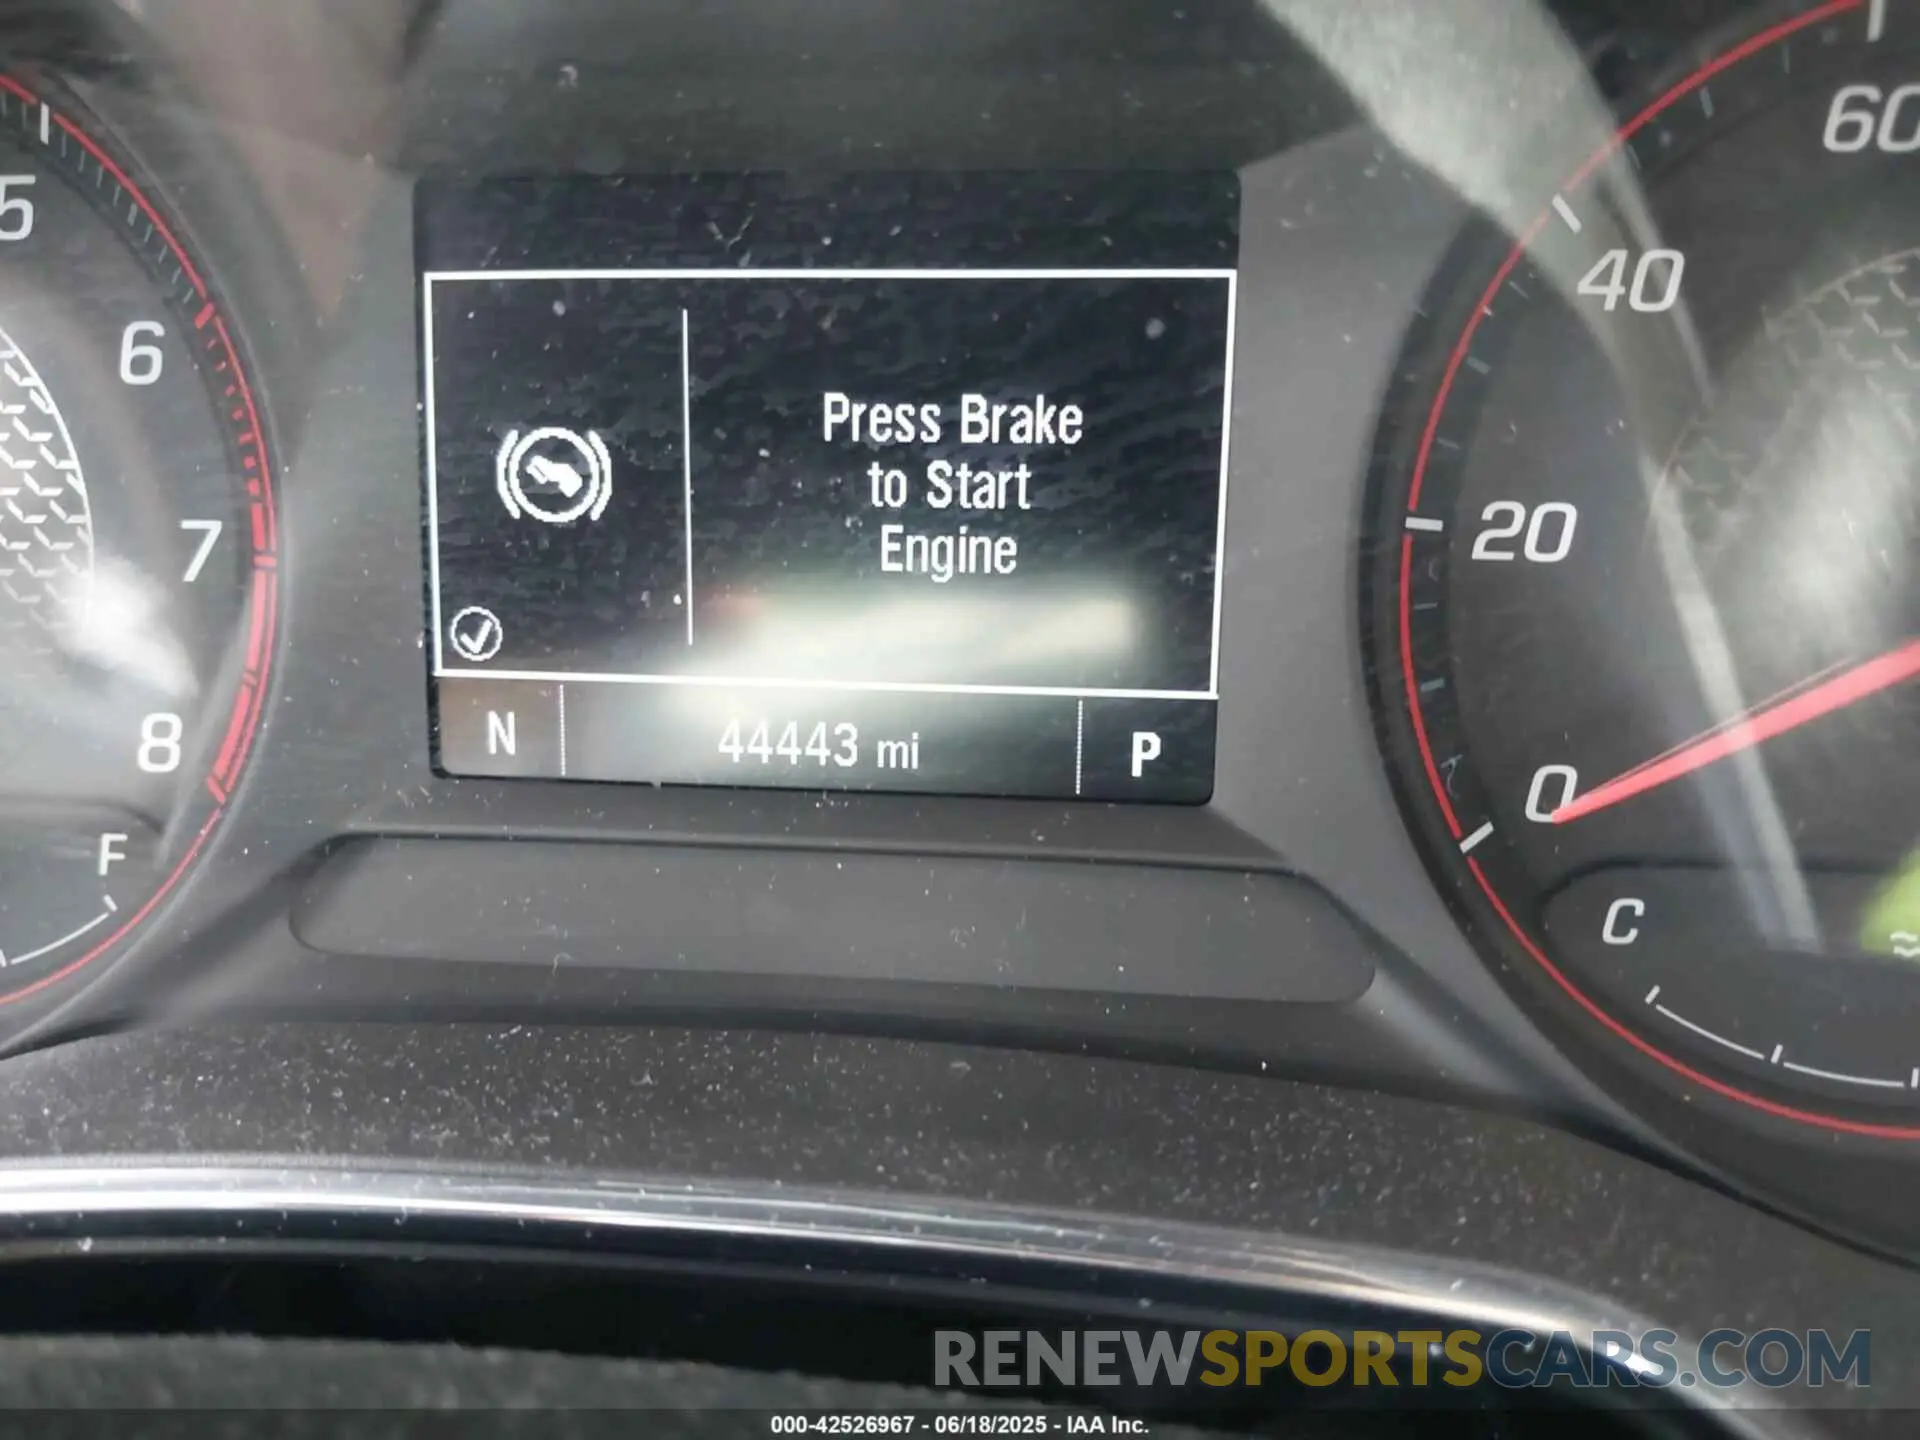 5
6
7
8
F
Press Brake
to Start
Engine
N
44443 mi
P
60
40
20
0
C
RENEWSPORTSCARS.COM
000-42526967 - 06/18/2025 - IAA Inc.